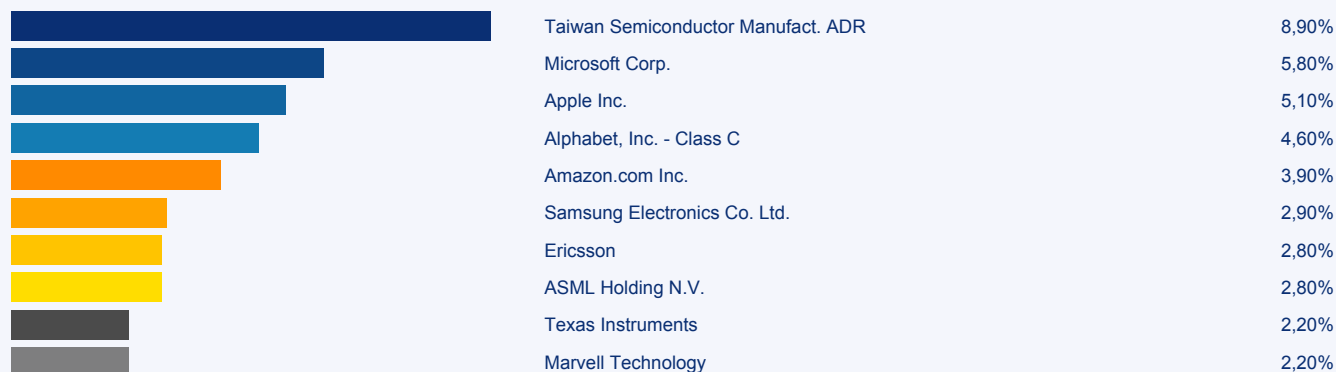 Taiwan Semiconductor Manufact. ADR 8,90%
Microsoft Corp. 5,80%
Apple Inc. 5,10%
Alphabet, Inc. - Class C 4,60%
Amazon.com Inc. 3,90%
Samsung Electronics Co. Ltd. 2,90%
Ericsson 2,80%
ASML Holding N.V. 2,80%
Texas Instruments 2,20%
Marvell Technology 2,20%